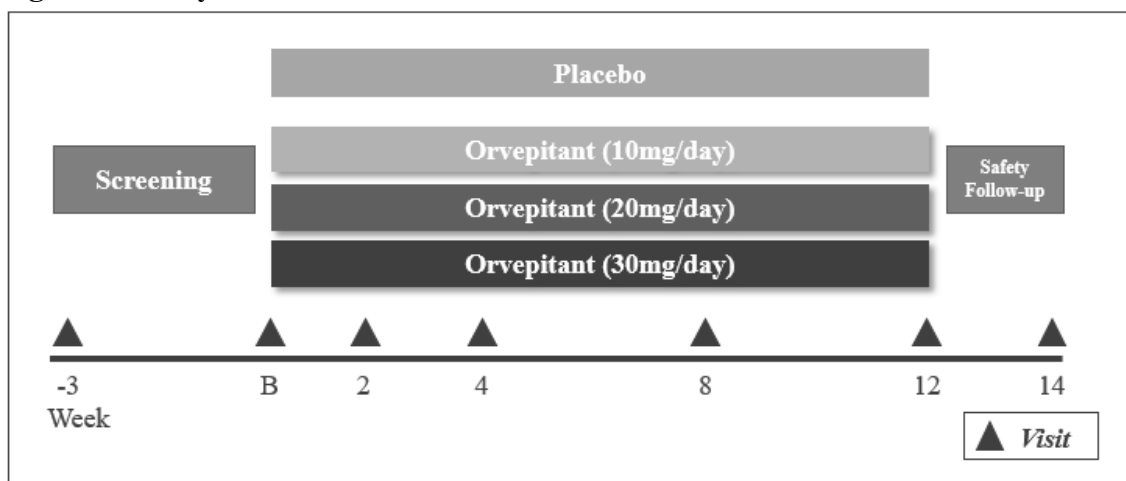 Placebo
Orvepitant (10mg/day)
Screening
Safety
Follow-up
Orvepitant (20mg/day)
Orvepitant (30mg/day)
-3 B 2 4 8 12 14
Week
Visit